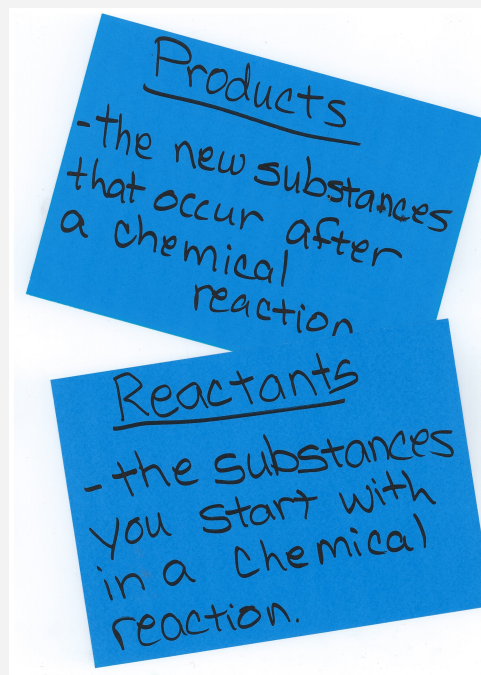 Products
-the new substances
that occur after
a chemical
reaction
Reactants
-the substances
you start with
in a chemical
reaction.